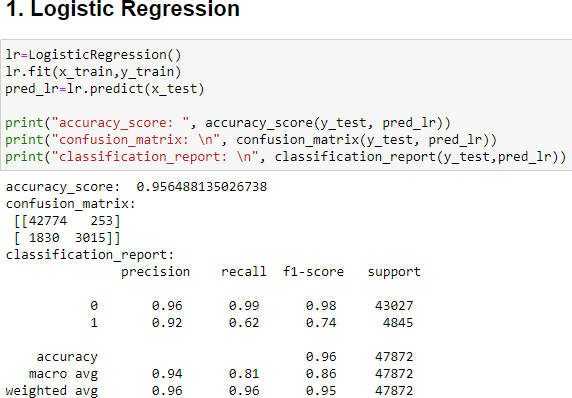 1. Logistic Regression
lr=LogisticRegression()
lr.fit(x_train,y_train)
pred_lr=lr.predict(x_test)
print("accuracy_score: ", accuracy_score(y_test, pred_lr))
print("confusion_matrix: \n", confusion_matrix(y_test, pred_lr))
print("classification_report: \n", classification_report(y_test,pred_lr))
accuracy_score:  0.956488135026738
confusion_matrix:
 [[42774   253]
 [ 1830  3015]]
classification_report:
               precision    recall  f1-score   support
           0       0.96      0.99      0.98     43027
           1       0.92      0.62      0.74      4845
    accuracy                           0.96     47872
   macro avg       0.94      0.81      0.86     47872
weighted avg       0.96      0.96      0.95     47872